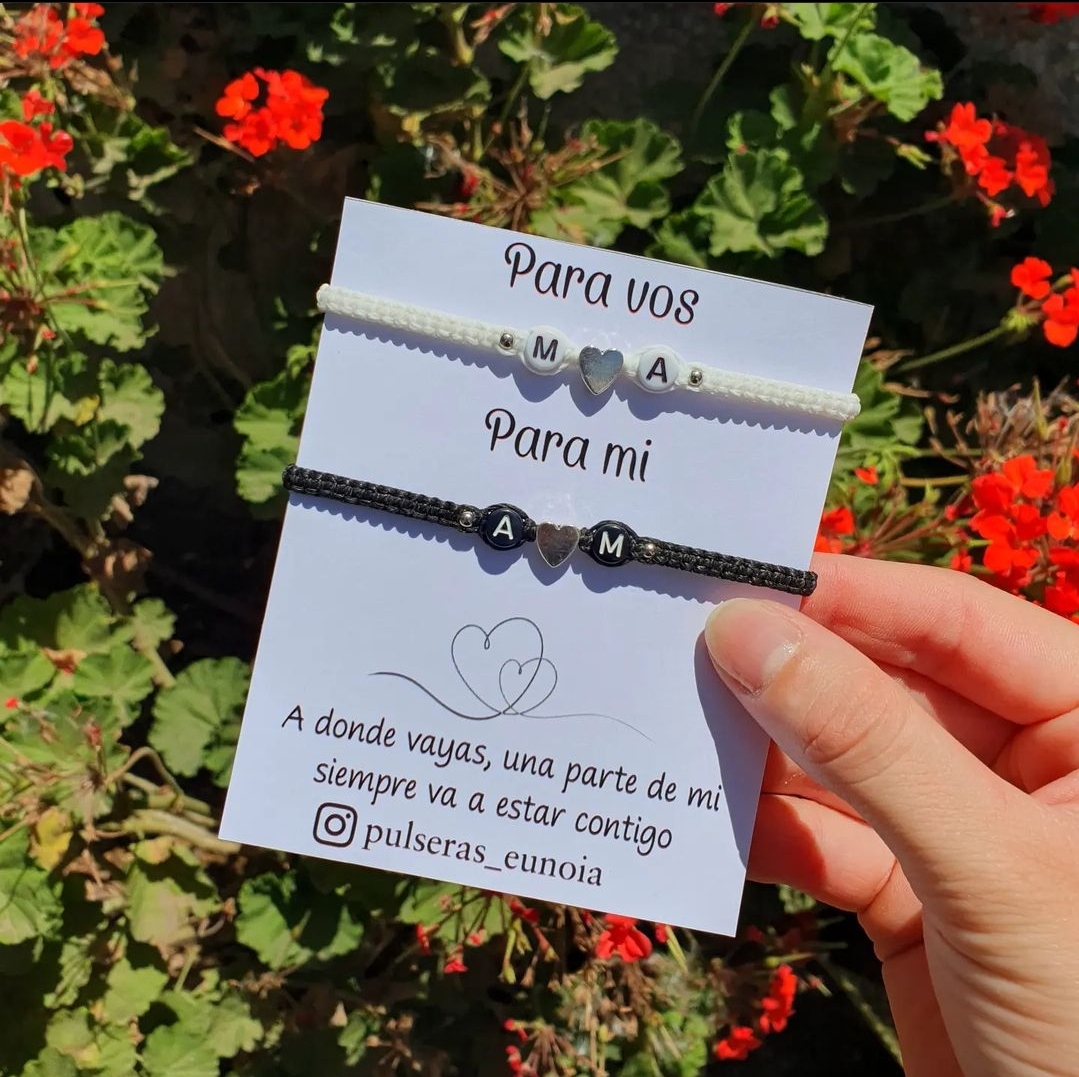 Para vos
M A
Para mi
A M
A donde vayas, una parte de mi
siempre va a estar contigo
pulseras_eunoia